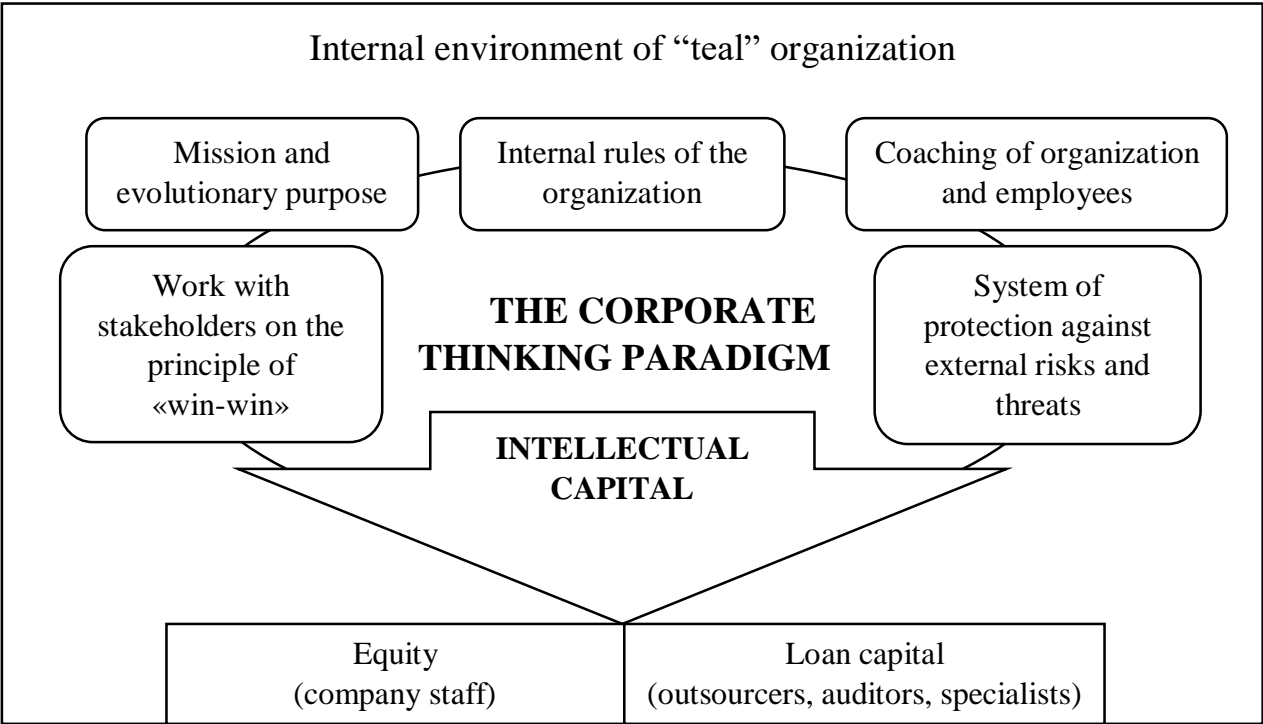 Internal environment of “teal” organization
Mission and
evolutionary purpose
Internal rules of the
organization
Coaching of organization
and employees
Work with
stakeholders on the
principle of
«win-win»
THE CORPORATE
THINKING PARADIGM
System of
protection against
external risks and
threats
INTELLECTUAL
CAPITAL
Equity
(company staff)
Loan capital
(outsourcers, auditors, specialists)